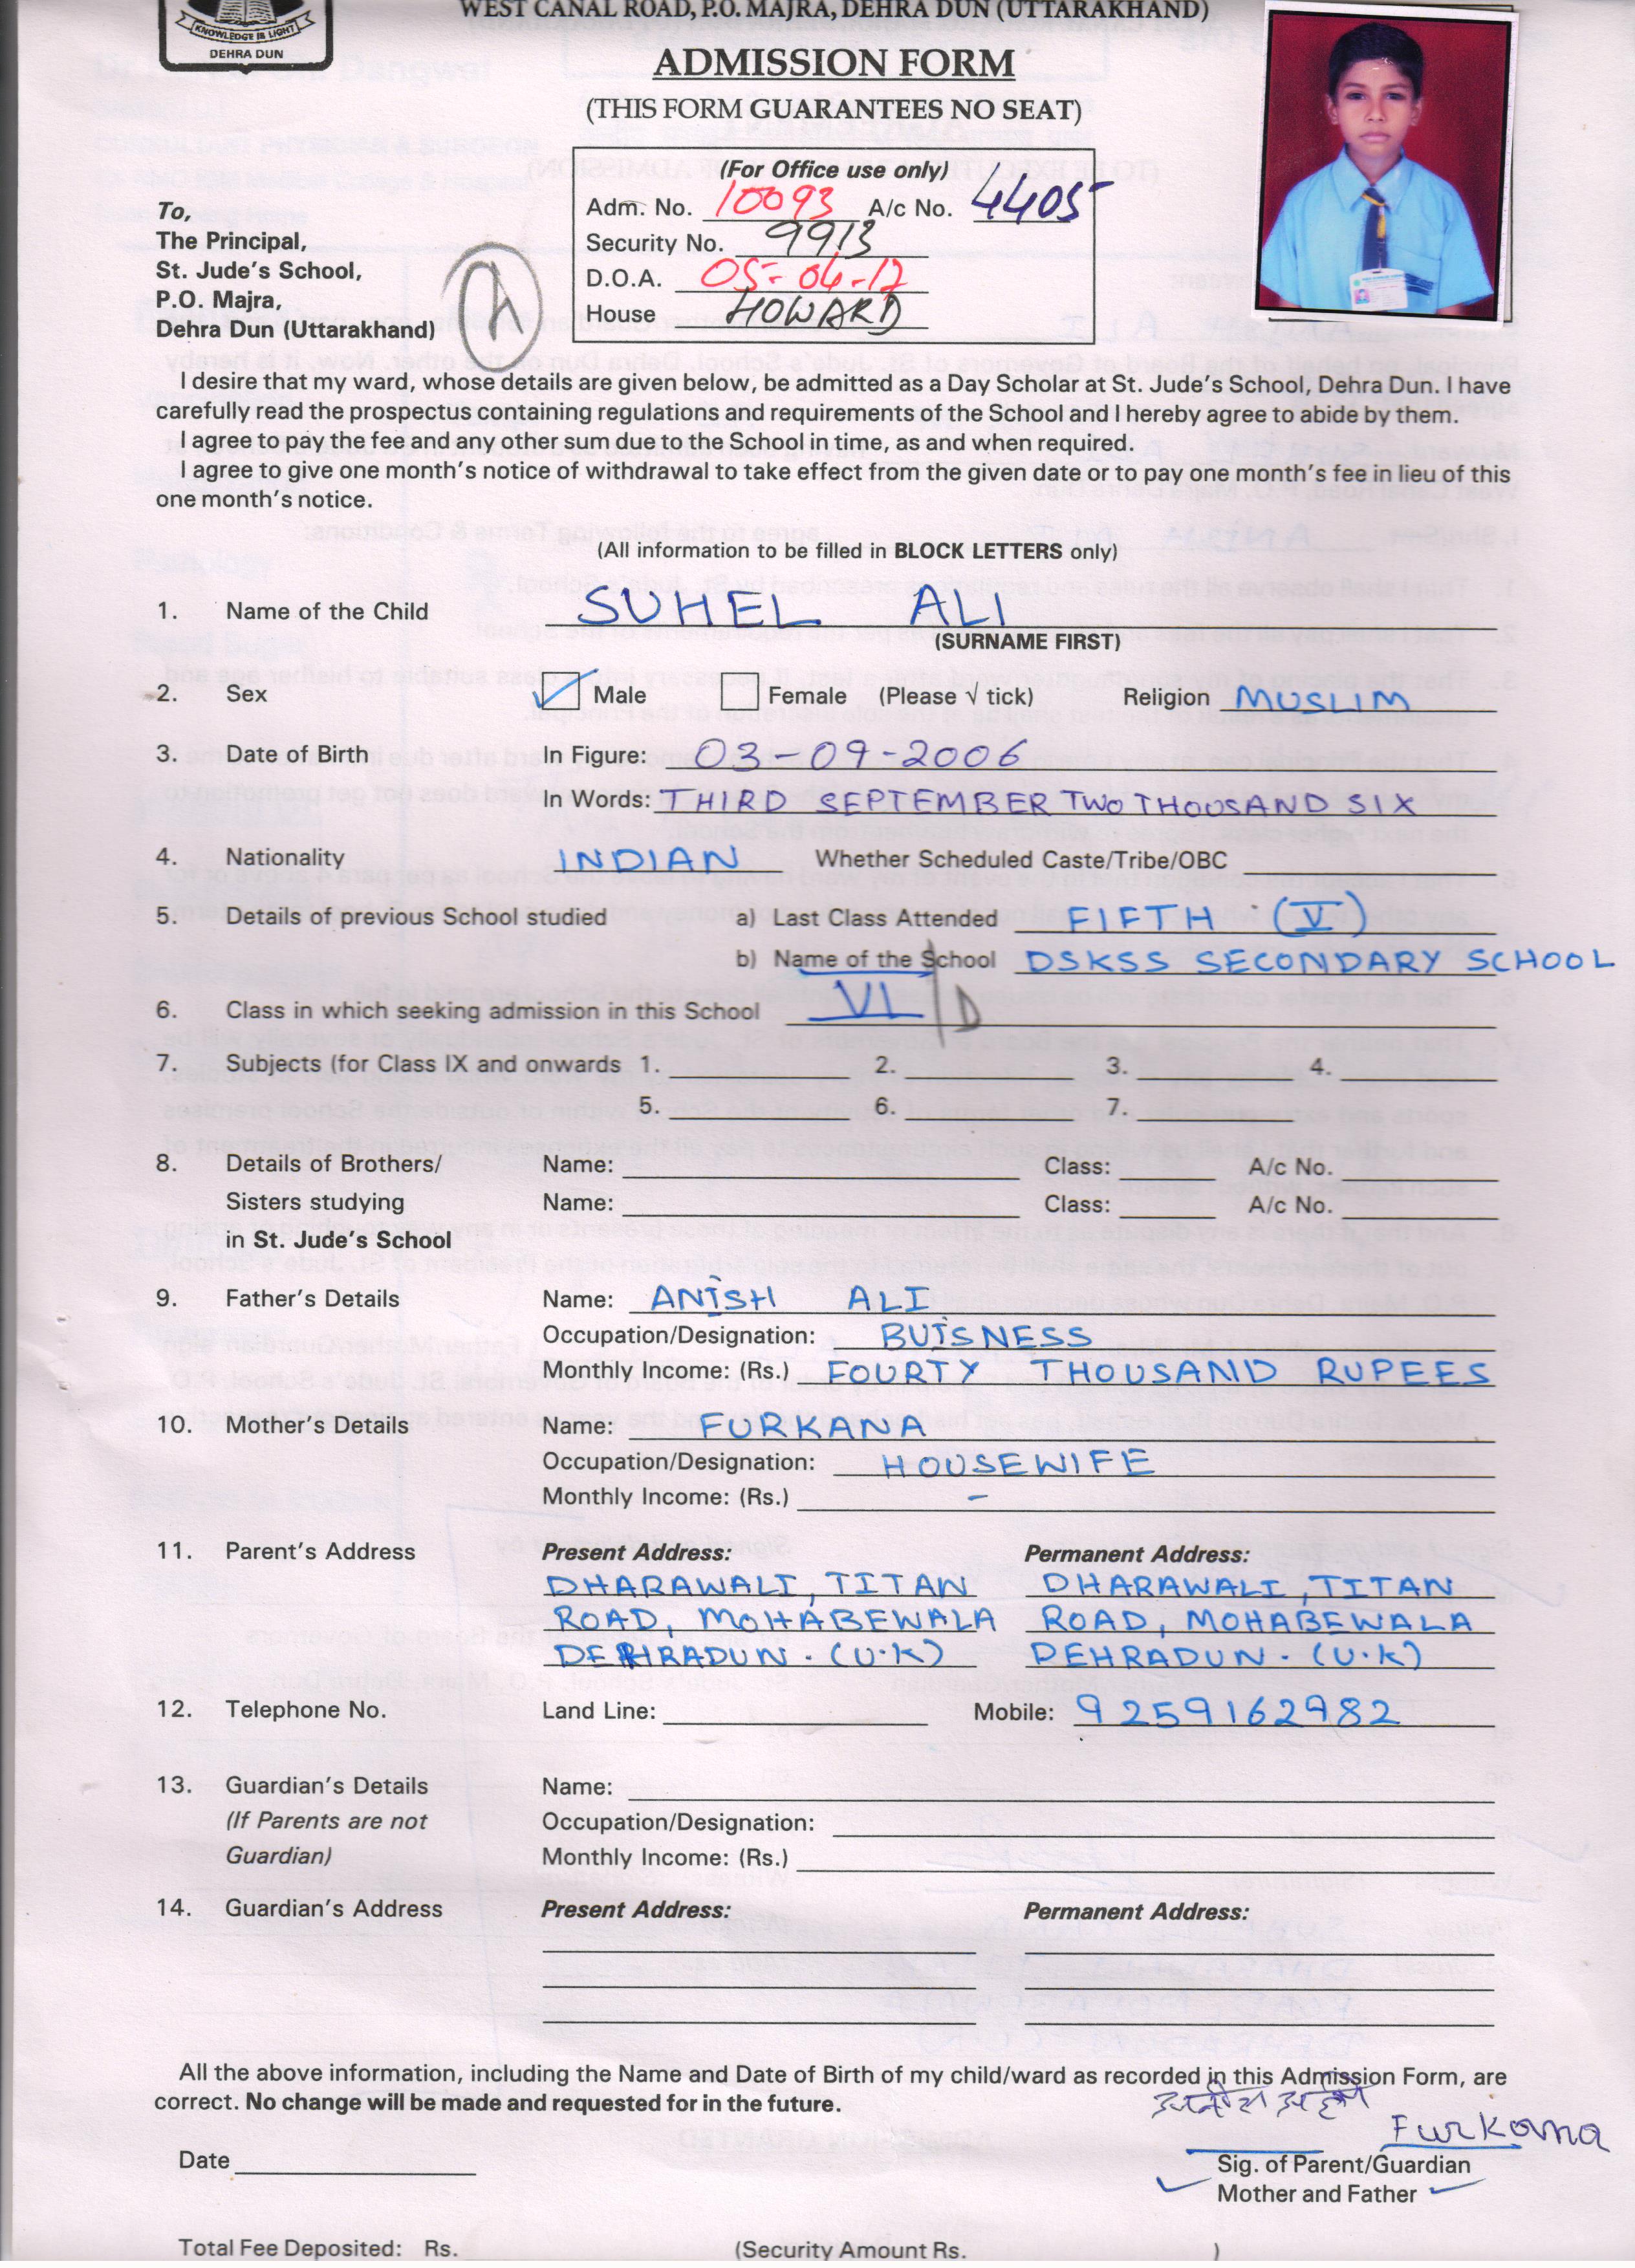 WEST CANAL ROAD, P.O. MAJRA, DEHRA DUN (UTTARAKHAND)
KNOWLEDGE IS LIGHT
DEHRA DUN
ADMISSION FORM
(THIS FORM GUARANTEES NO SEAT)
(For Office use only)
Adm. No. 10093 A/c No. 4405
Security No. 9913
D.O.A. 05-04-17
House HOWARD
To,
The Principal,
St. Jude's School,
P.O. Majra,
Dehra Dun (Uttarakhand)
I desire that my ward, whose details are given below, be admitted as a Day Scholar at St. Jude's School, Dehra Dun. I have
carefully read the prospectus containing regulations and requirements of the School and I hereby agree to abide by them.
I agree to pay the fee and any other sum due to the School in time, as and when required.
I agree to give one month's notice of withdrawal to take effect from the given date or to pay one month's fee in lieu of this
one month's notice.
(All information to be filled in BLOCK LETTERS only)
1. Name of the Child SUHEL ALI
(SURNAME FIRST)
2. Sex Male Female (Please √ tick) Religion MUSLIM
3. Date of Birth In Figure: 03-09-2006
In Words: THIRD SEPTEMBER TWO THOUSAND SIX
4. Nationality INDIAN Whether Scheduled Caste/Tribe/OBC
5. Details of previous School studied a) Last Class Attended FIFTH (V)
b) Name of the School DSKSS SECONDARY SCHOOL
6. Class in which seeking admission in this School VI D
7. Subjects (for Class IX and onwards 1. 2. 3. 4.
5. 6. 7.
8. Details of Brothers/ Name: Class: A/c No.
Sisters studying Name: Class: A/c No.
in St. Jude's School
9. Father's Details Name: ANISH ALI
Occupation/Designation: BUISNESS
Monthly Income: (Rs.) FOURTY THOUSAND RUPEES
10. Mother's Details Name: FURKANA
Occupation/Designation: HOUSEWIFE
Monthly Income: (Rs.) -
11. Parent's Address Present Address: Permanent Address:
DHARAWALI, TITAN DHARAWALI, TITAN
ROAD, MOHABEWALA ROAD, MOHABEWALA
DEHRADUN. (U.K) DEHRADUN. (U.K)
12. Telephone No. Land Line: Mobile: 9259162982
13. Guardian's Details Name:
(If Parents are not Occupation/Designation:
Guardian) Monthly Income: (Rs.)
14. Guardian's Address Present Address: Permanent Address:
All the above information, including the Name and Date of Birth of my child/ward as recorded in this Admission Form, are
correct. No change will be made and requested for in the future.
Furkana
Date Sig. of Parent/Guardian
Mother and Father
Total Fee Deposited: Rs. (Security Amount Rs. )